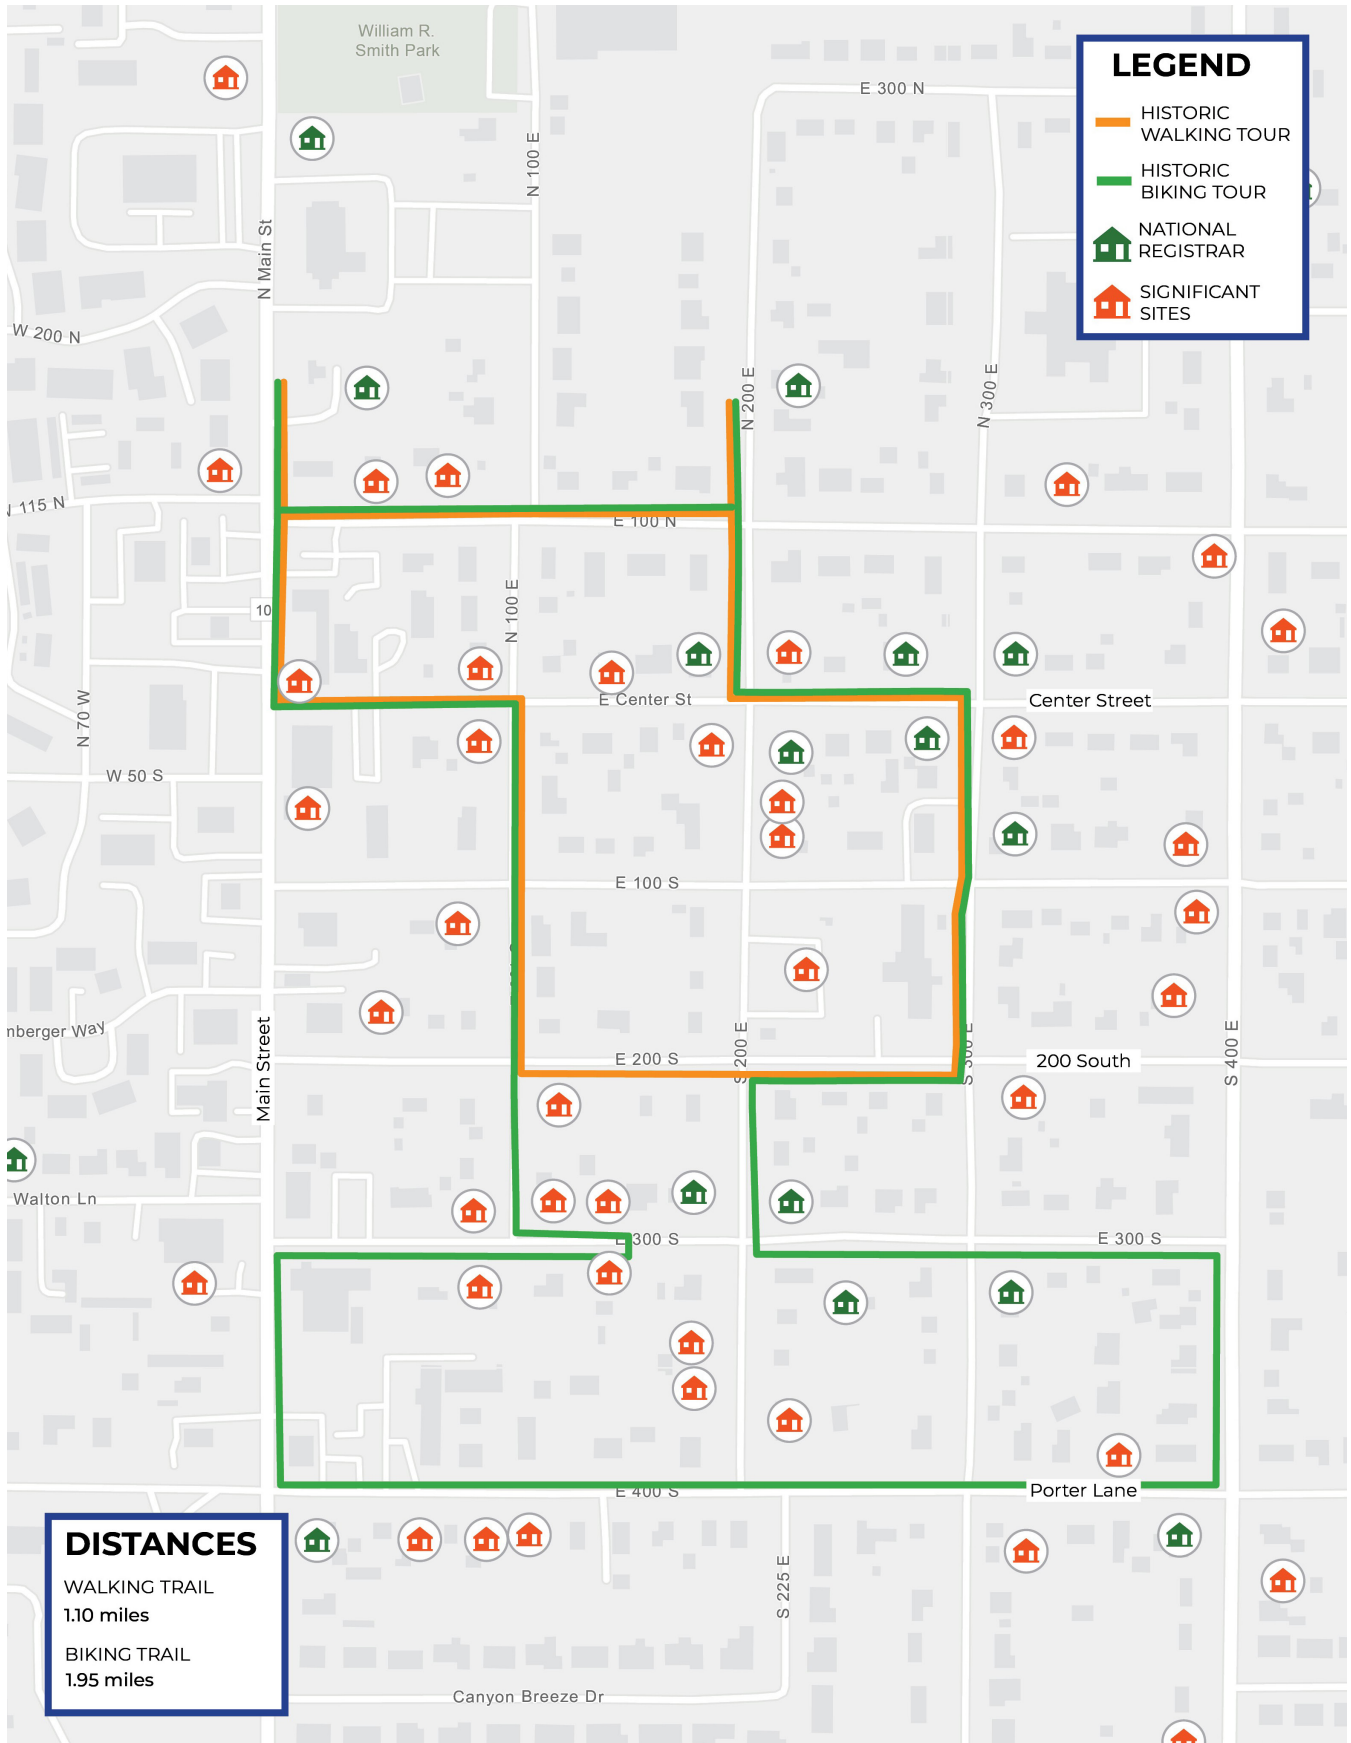 William R.
Smith Park
LEGEND
HISTORIC
WALKING TOUR
HISTORIC
BIKING TOUR
NATIONAL
REGISTRAR
SIGNIFICANT
SITES
E 300 N
N 100 E
N Main St
W 200 N
N 200 E
N 300 E
N 115 N
E 100 N
10
N 100 E
N 70 W
E Center St
Center Street
W 50 S
E 100 S
mberger Way
Main Street
E 200 S
S 200 E
S 300 E
200 South
S 400 E
Walton Ln
E 300 S
E 300 S
E 400 S
Porter Lane
DISTANCES
WALKING TRAIL
1.10 miles
BIKING TRAIL
1.95 miles
S 225 E
Canyon Breeze Dr